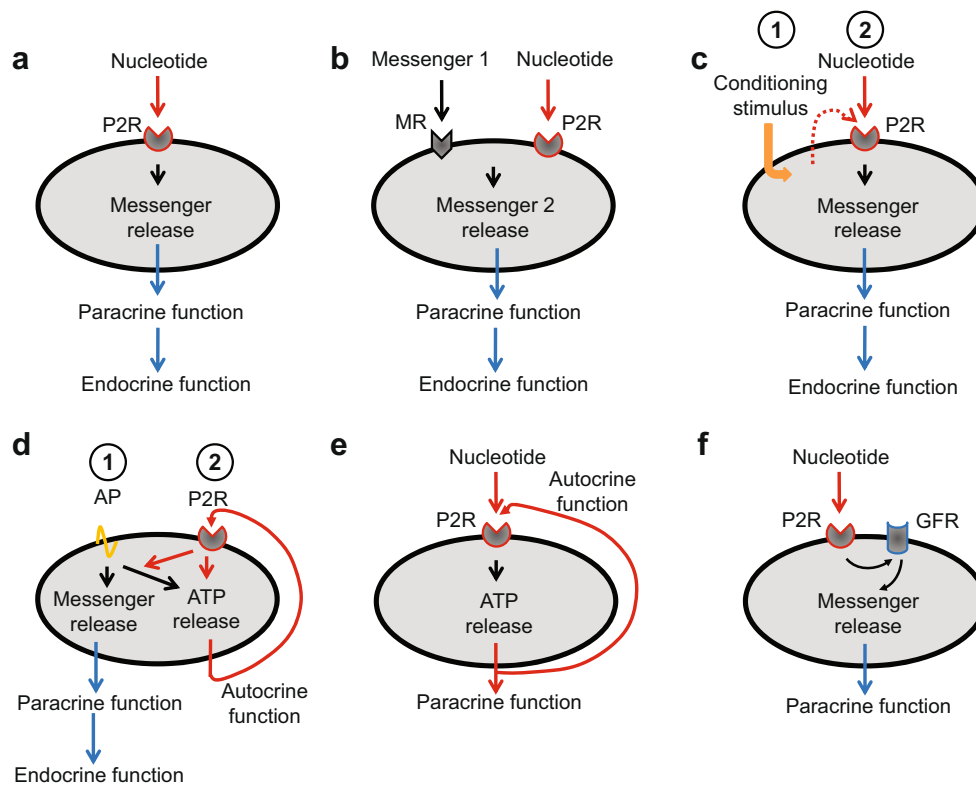 a
Nucleotide
P2R
Messenger
release
Paracrine function
Endocrine function
b
Messenger 1
Nucleotide
MR
P2R
Messenger 2
release
Paracrine function
Endocrine function
c
1
2
Conditioning
stimulus
Nucleotide
P2R
Messenger
release
Paracrine function
Endocrine function
d
1
2
AP
P2R
Messenger
release
ATP
release
Autocrine
function
Paracrine function
Endocrine function
e
Nucleotide
Autocrine
function
P2R
ATP
release
Paracrine function
f
Nucleotide
P2R
GFR
Messenger
release
Paracrine function